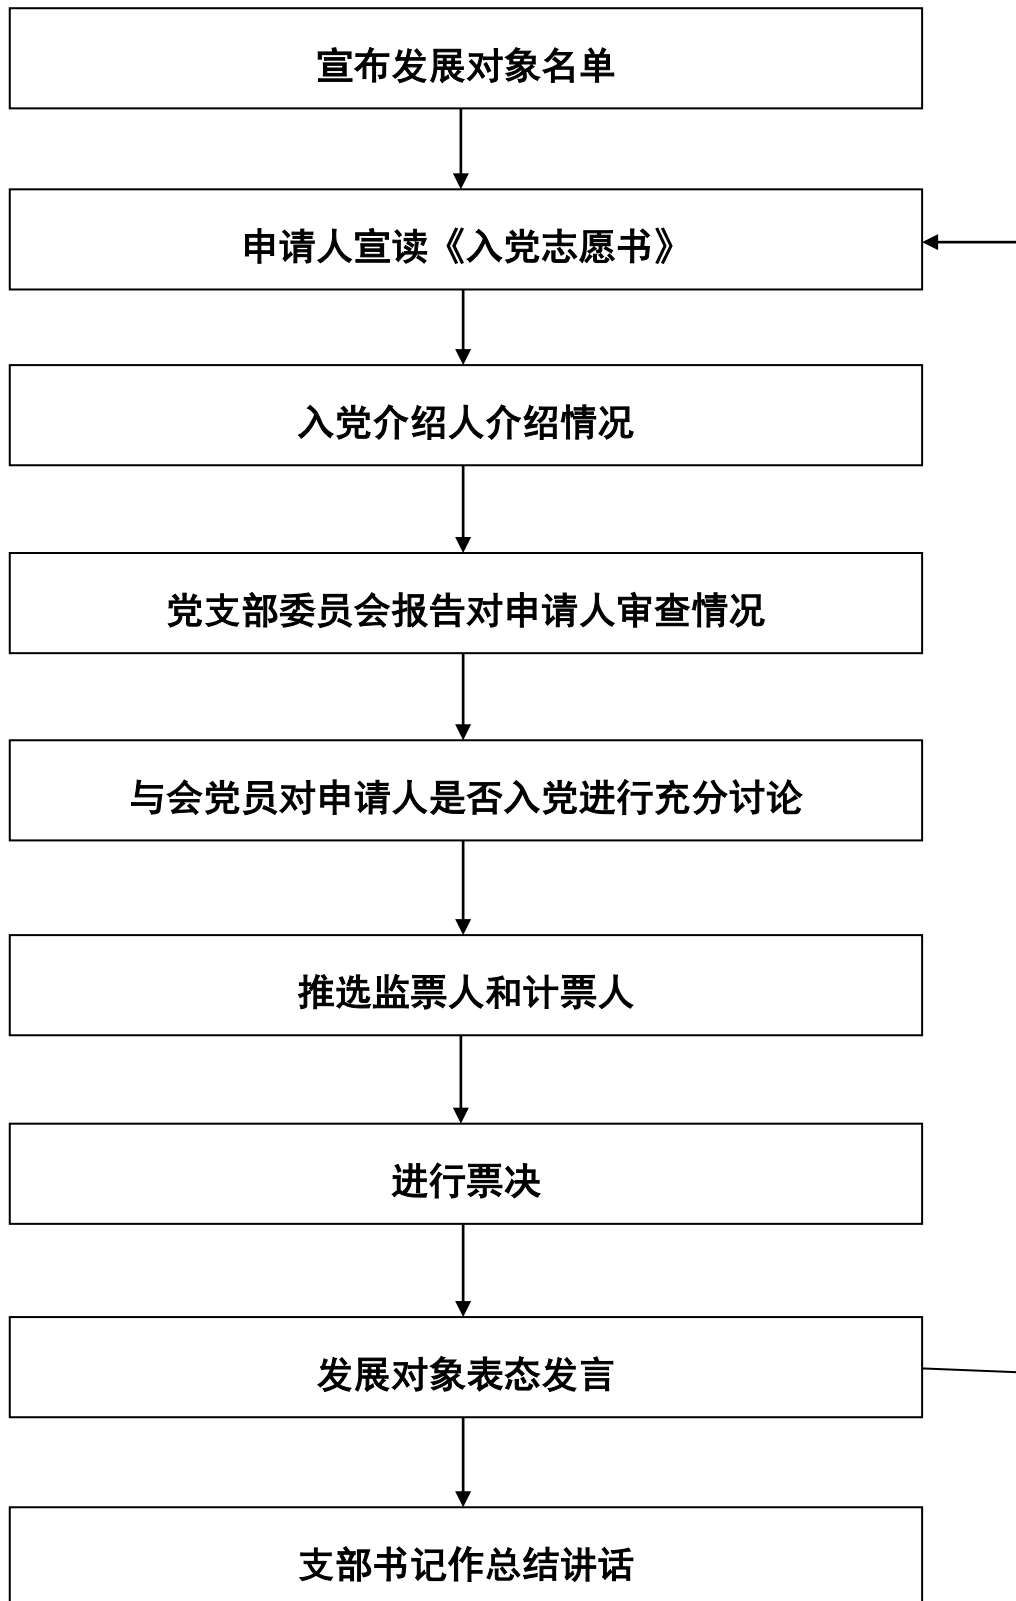 宣布发展对象名单
申请人宣读《入党志愿书》
入党介绍人介绍情况
党支部委员会报告对申请人审查情况
与会党员对申请人是否入党进行充分讨论
推选监票人和计票人
进行票决
发展对象表态发言
支部书记作总结讲话